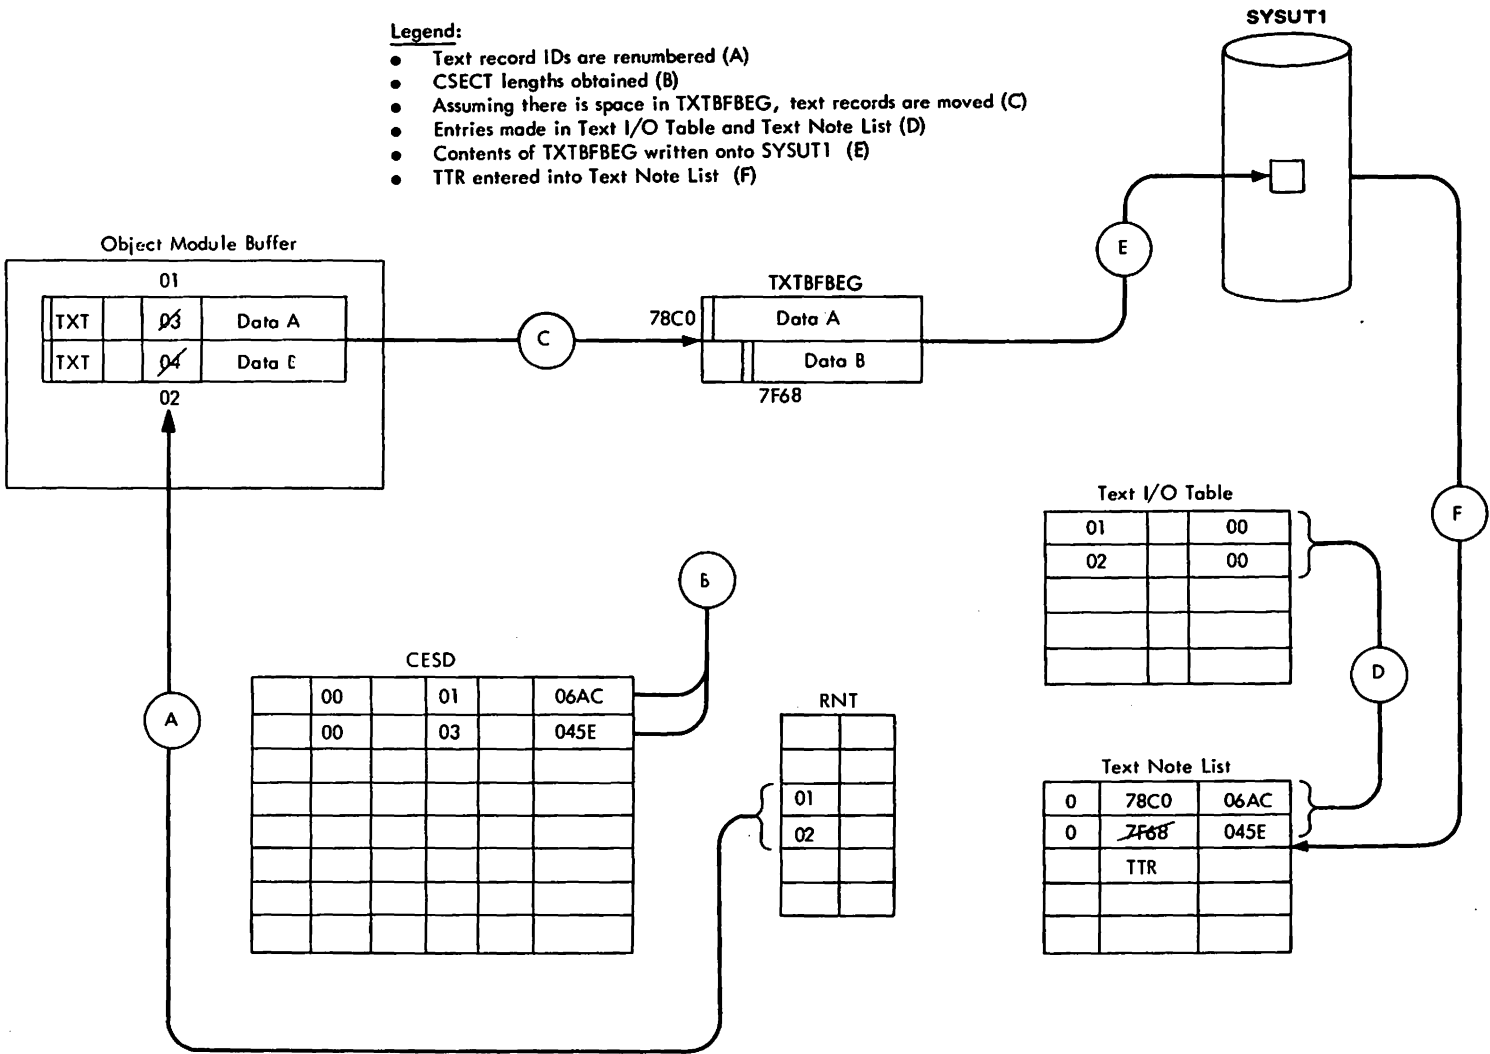 SYSUT1
Legend:
• Text record IDs are renumbered (A)
• CSECT lengths obtained (B)
• Assuming there is space in TXTBFBEG, text records are moved (C)
• Entries made in Text I/O Table and Text Note List (D)
• Contents of TXTBFBEG written onto SYSUT1 (E)
• TTR entered into Text Note List (F)
E
Object Module Buffer
01
TXT 03 Data A
TXT 04 Data E
02
C
TXTBFBEG
78C0 Data A
Data B
7F68
Text I/O Table
01 00
02 00
F
B
D
CESD
00 01 06AC
00 03 045E
A
RNT
01
02
Text Note List
0 78C0 06AC
0 7F68 045E
TTR